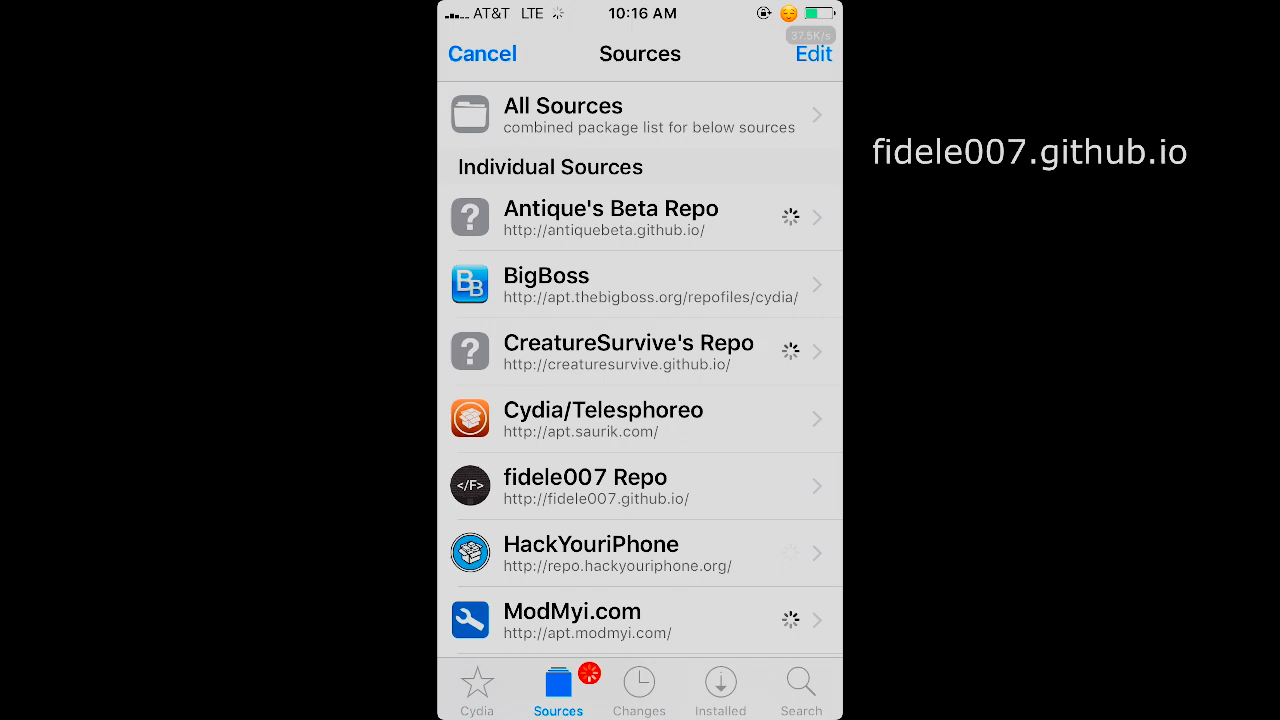 AT&T LTE 10:16 AM
37.5K/s
Cancel Sources Edit
All Sources
combined package list for below sources
Individual Sources
Antique's Beta Repo
http://antiquebeta.github.io/
BB
BigBoss
http://apt.thebigboss.org/repofiles/cydia/
CreatureSurvive's Repo
http://creaturesurvive.github.io/
Cydia/Telesphoreo
http://apt.saurik.com/
</F>
fidele007 Repo
http://fidele007.github.io/
HackYouriPhone
http://repo.hackyouriphone.org/
ModMyi.com
http://apt.modmyi.com/
Cydia Sources Changes Installed Search
fidele007.github.io